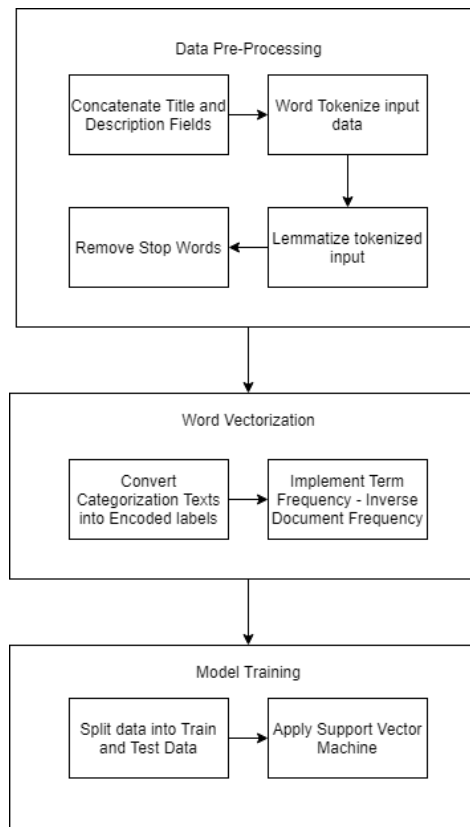 Data Pre-Processing
Concatenate Title and
Description Fields
Word Tokenize input
data
Remove Stop Words
Lemmatize tokenized
input
Word Vectorization
Convert
Categorization Texts
into Encoded labels
Implement Term
Frequency - Inverse
Document Frequency
Model Training
Split data into Train
and Test Data
Apply Support Vector
Machine